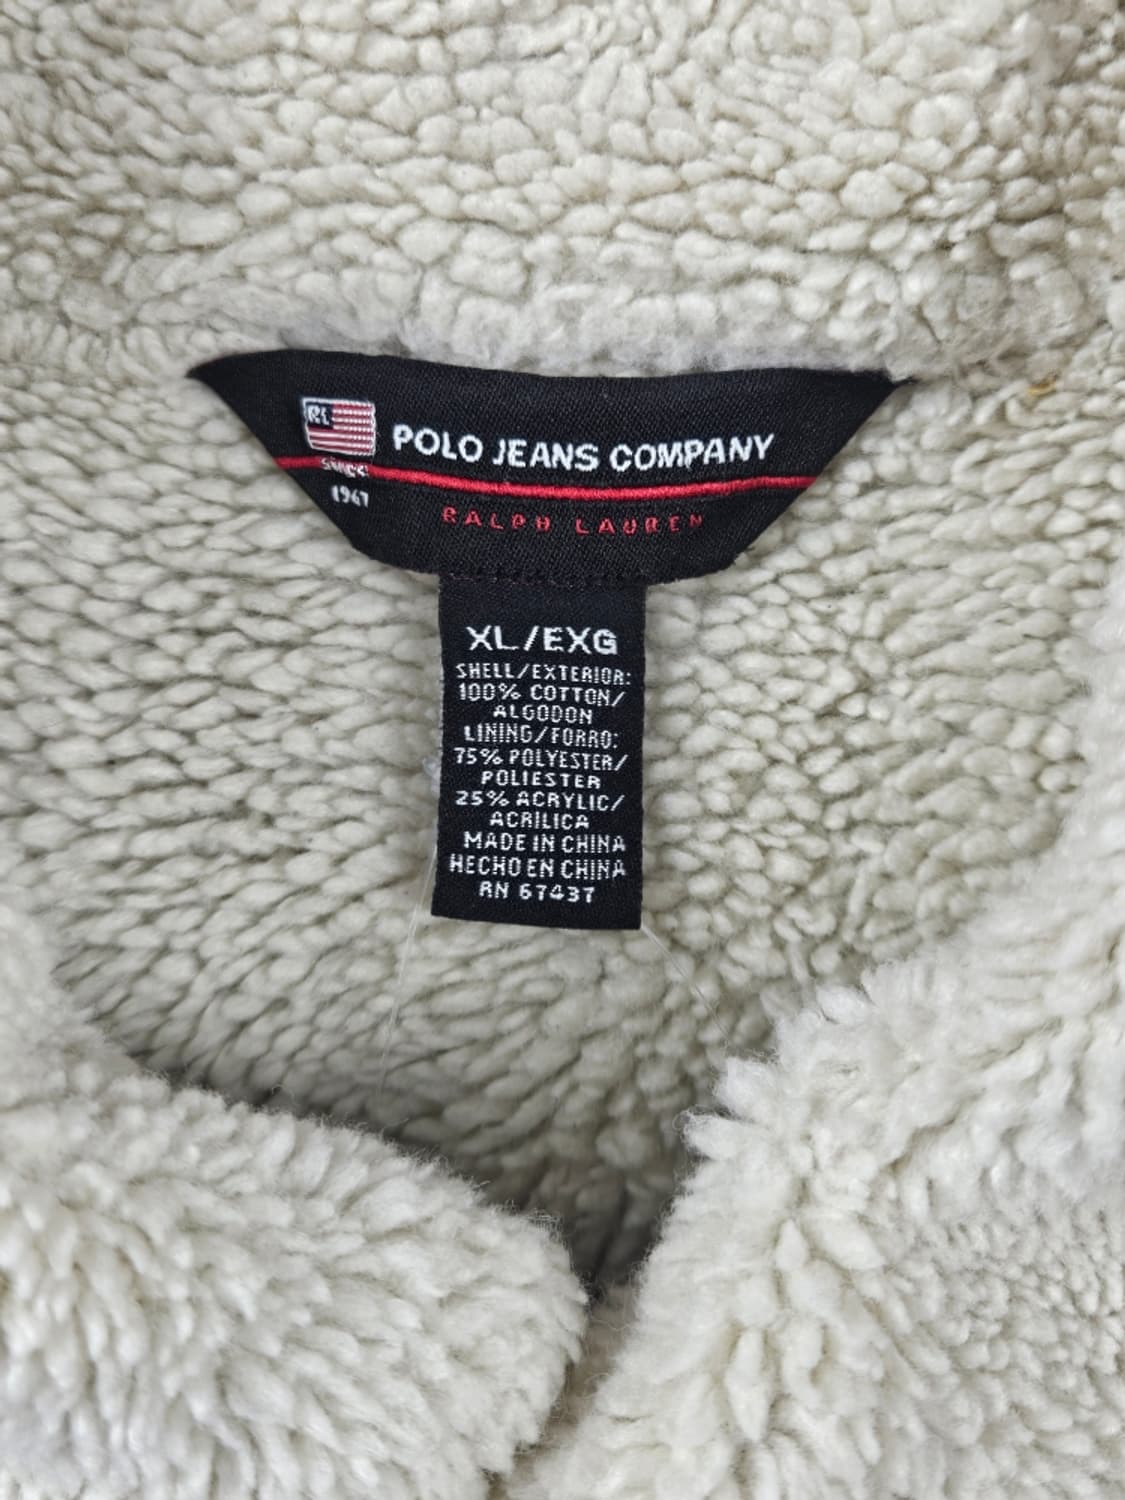 RL
POLO JEANS COMPANY
SINCE
1967
RALPH LAUREN
XL/EXG
SHELL/EXTERIOR:
100% COTTON/
ALGODON
LINING/FORRO:
75% POLYESTER/
POLIESTER
25% ACRYLIC/
ACRILICA
MADE IN CHINA
HECHO EN CHINA
RN 67437